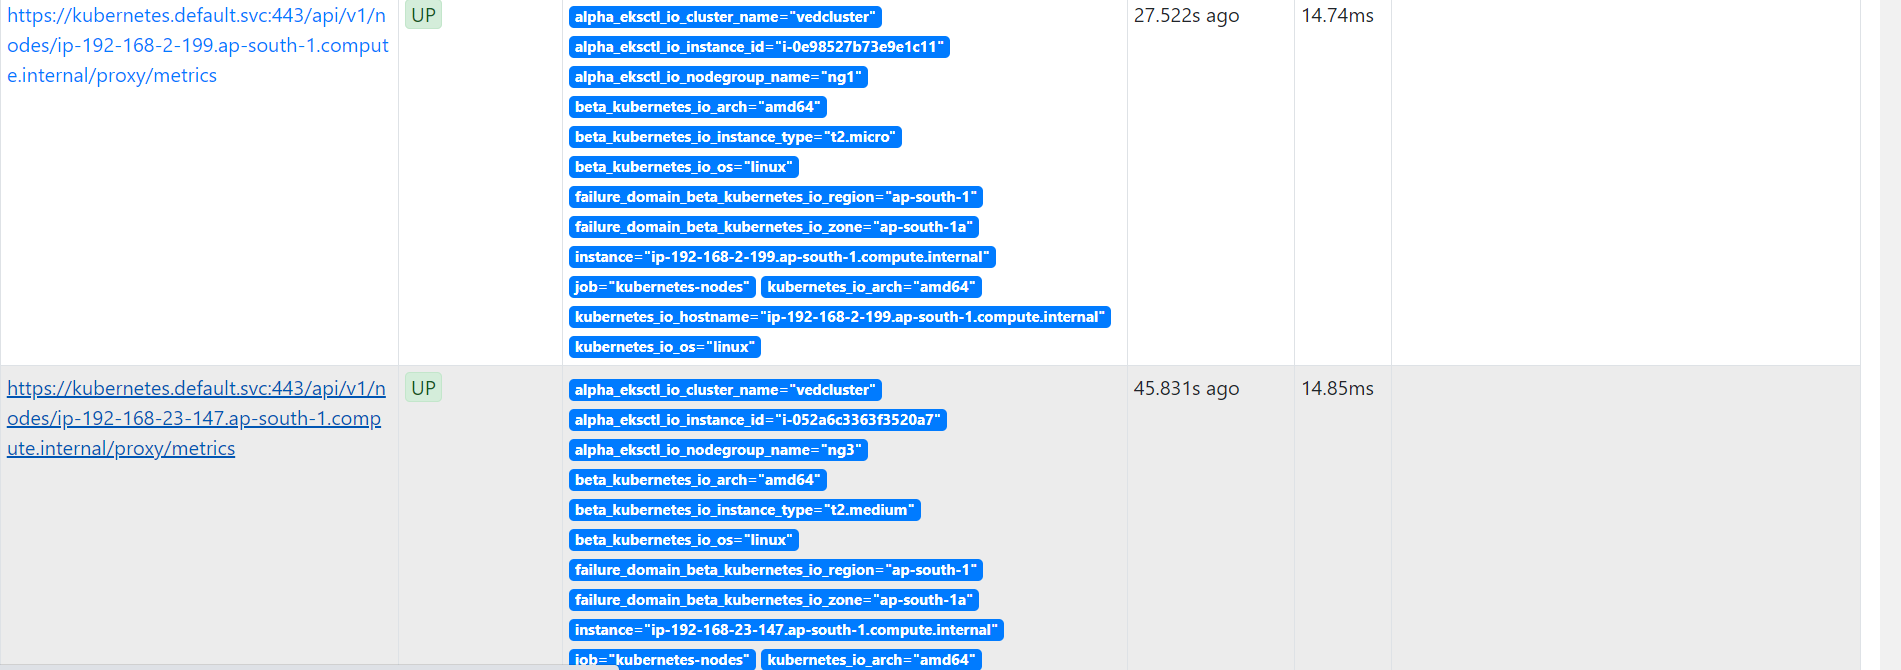 https://kubernetes.default.svc:443/api/v1/n
odes/ip-192-168-2-199.ap-south-1.comput
e.internal/proxy/metrics
UP
alpha_eksctl_io_cluster_name="vedcluster"
alpha_eksctl_io_instance_id="i-0e98527b73e9e1c11"
alpha_eksctl_io_nodegroup_name="ng1"
beta_kubernetes_io_arch="amd64"
beta_kubernetes_io_instance_type="t2.micro"
beta_kubernetes_io_os="linux"
failure_domain_beta_kubernetes_io_region="ap-south-1"
failure_domain_beta_kubernetes_io_zone="ap-south-1a"
instance="ip-192-168-2-199.ap-south-1.compute.internal"
job="kubernetes-nodes" kubernetes_io_arch="amd64"
kubernetes_io_hostname="ip-192-168-2-199.ap-south-1.compute.internal"
kubernetes_io_os="linux"
27.522s ago
14.74ms
https://kubernetes.default.svc:443/api/v1/n
odes/ip-192-168-23-147.ap-south-1.comp
ute.internal/proxy/metrics
UP
alpha_eksctl_io_cluster_name="vedcluster"
alpha_eksctl_io_instance_id="i-052a6c3363f3520a7"
alpha_eksctl_io_nodegroup_name="ng3"
beta_kubernetes_io_arch="amd64"
beta_kubernetes_io_instance_type="t2.medium"
beta_kubernetes_io_os="linux"
failure_domain_beta_kubernetes_io_region="ap-south-1"
failure_domain_beta_kubernetes_io_zone="ap-south-1a"
instance="ip-192-168-23-147.ap-south-1.compute.internal"
job="kubernetes-nodes" kubernetes_io_arch="amd64"
45.831s ago
14.85ms